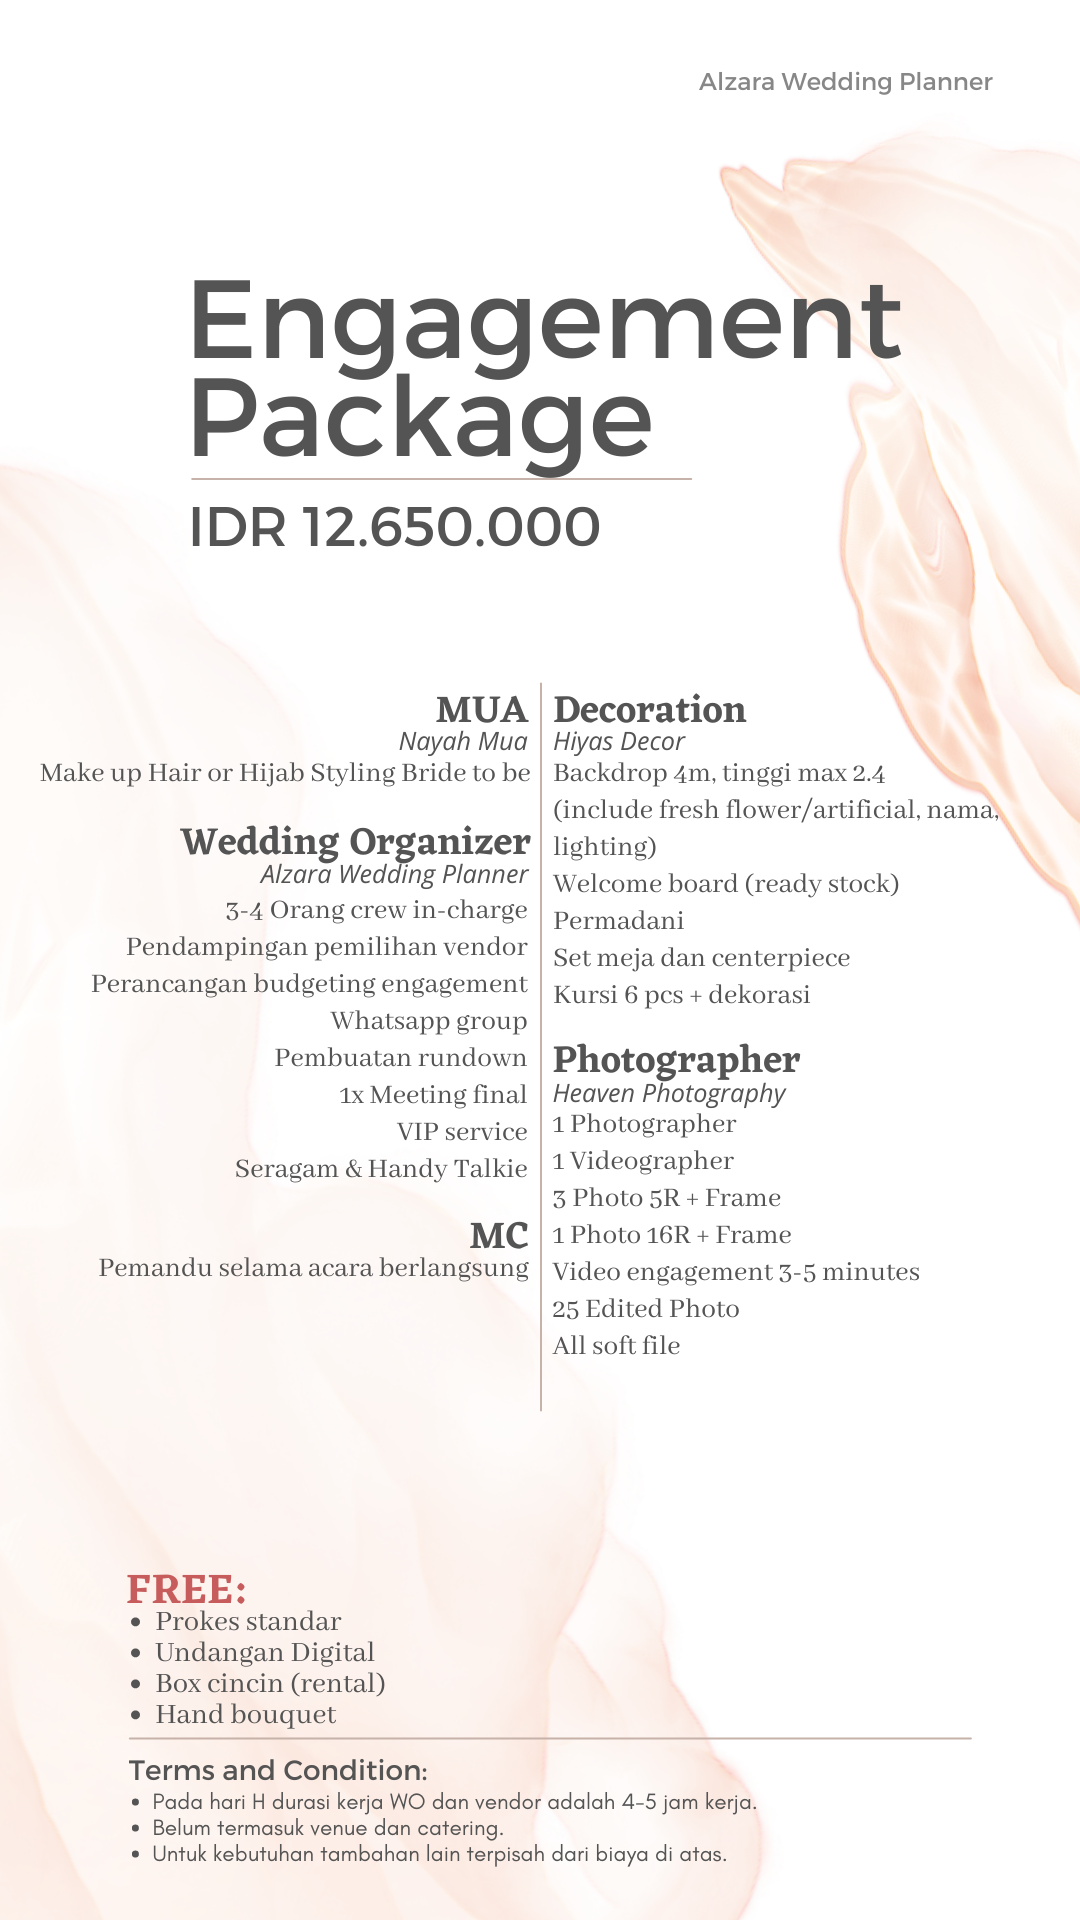 Alzara Wedding Planner
Engagement
Package
IDR 12.650.000
MUA
Nayah Mua
Make up Hair or Hijab Styling Bride to be
Wedding Organizer
Alzara Wedding Planner
3-4 Orang crew in-charge
Pendampingan pemilihan vendor
Perancangan budgeting engagement
Whatsapp group
Pembuatan rundown
1x Meeting final
VIP service
Seragam & Handy Talkie
MC
Pemandu selama acara berlangsung
Decoration
Hiyas Decor
Backdrop 4m, tinggi max 2.4
(include fresh flower/artificial, nama,
lighting)
Welcome board (ready stock)
Permadani
Set meja dan centerpiece
Kursi 6 pcs + dekorasi
Photographer
Heaven Photography
1 Photographer
1 Videographer
3 Photo 5R + Frame
1 Photo 16R + Frame
Video engagement 3-5 minutes
25 Edited Photo
All soft file
FREE:
• Prokes standar
• Undangan Digital
• Box cincin (rental)
• Hand bouquet
Terms and Condition:
• Pada hari H durasi kerja WO dan vendor adalah 4-5 jam kerja.
• Belum termasuk venue dan catering.
• Untuk kebutuhan tambahan lain terpisah dari biaya di atas.